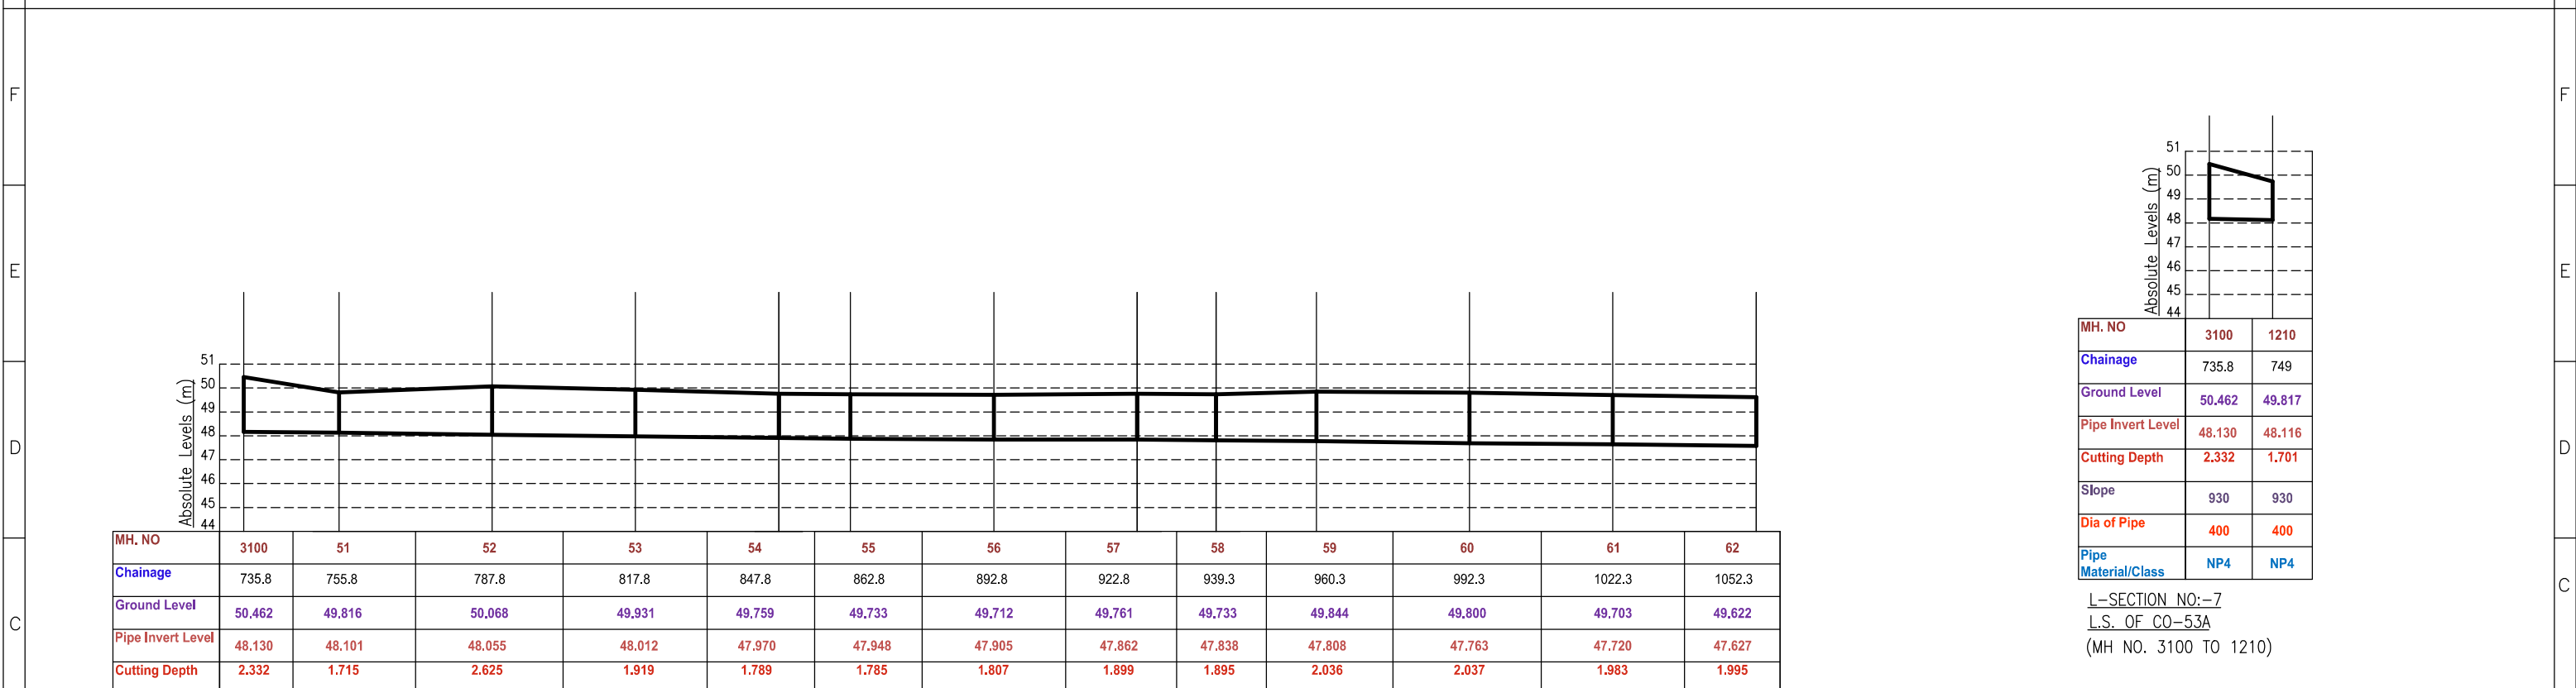 F
F
E
E
D
D
C
C
51
50
49
48
47
46
45
44
Absolute Levels (m)
MH. NO 3100 51 52 53 54 55 56 57 58 59 60 61 62
Chainage 735.8 755.8 787.8 817.8 847.8 862.8 892.8 922.8 939.3 960.3 992.3 1022.3 1052.3
Ground Level 50.462 49.816 50.068 49.931 49.759 49.733 49.712 49.761 49.733 49.844 49.800 49.703 49.622
Pipe Invert Level 48.130 48.101 48.055 48.012 47.970 47.948 47.905 47.862 47.838 47.808 47.763 47.720 47.627
Cutting Depth 2.332 1.715 2.625 1.919 1.789 1.785 1.807 1.899 1.895 2.036 2.037 1.983 1.995
51
50
49
48
47
46
45
44
Absolute Levels (m)
MH. NO 3100 1210
Chainage 735.8 749
Ground Level 50.462 49.817
Pipe Invert Level 48.130 48.116
Cutting Depth 2.332 1.701
Slope 930 930
Dia of Pipe 400 400
Pipe
Material/Class NP4 NP4
L-SECTION NO:-7
L.S. OF CO-53A
(MH NO. 3100 TO 1210)